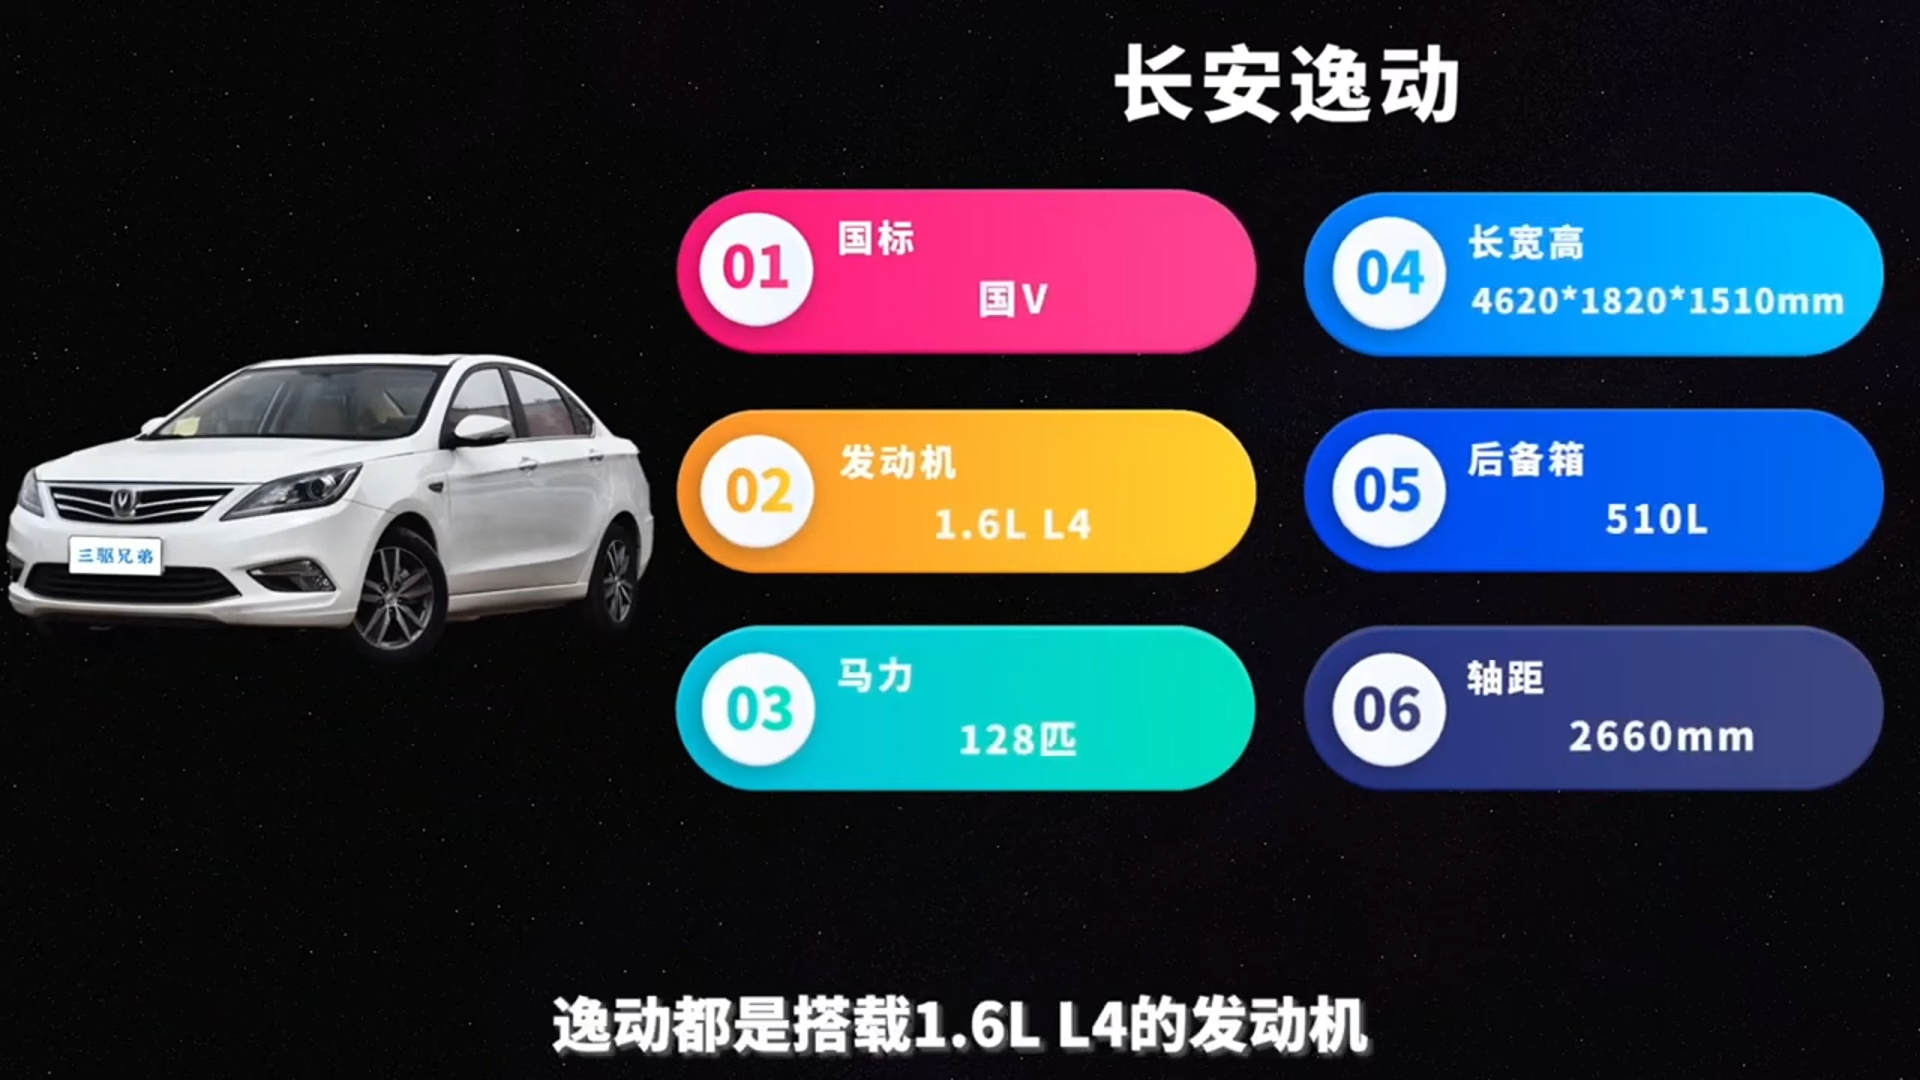 长安逸动
01
国标
国V
02
发动机
1.6L L4
03
马力
128匹
04
长宽高
4620*1820*1510mm
05
后备箱
510L
06
轴距
2660mm
三驱兄弟
逸动都是搭载1.6L L4的发动机